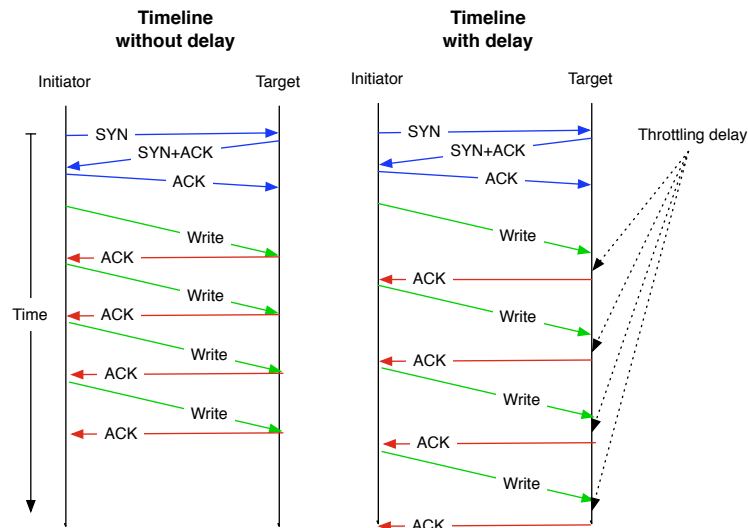 Timeline
without delay
Timeline
with delay
Initiator
Target
Initiator
Target
SYN
SYN+ACK
ACK
Write
ACK
Write
ACK
Write
ACK
Write
ACK
Time
SYN
SYN+ACK
ACK
Write
ACK
Write
ACK
Write
ACK
Write
ACK
Throttling delay